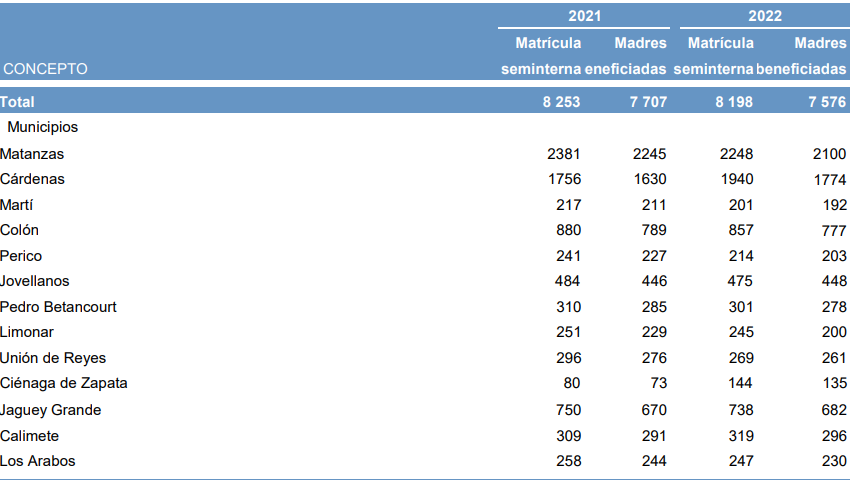 2021 2022
Matrícula Madres Matrícula Madres
CONCEPTO seminterna eneficiadas seminterna beneficiadas
Total 8 253 7 707 8 198 7 576
Municipios
Matanzas 2381 2245 2248 2100
Cárdenas 1756 1630 1940 1774
Martí 217 211 201 192
Colón 880 789 857 777
Perico 241 227 214 203
Jovellanos 484 446 475 448
Pedro Betancourt 310 285 301 278
Limonar 251 229 245 200
Unión de Reyes 296 276 269 261
Ciénaga de Zapata 80 73 144 135
Jaguey Grande 750 670 738 682
Calimete 309 291 319 296
Los Arabos 258 244 247 230